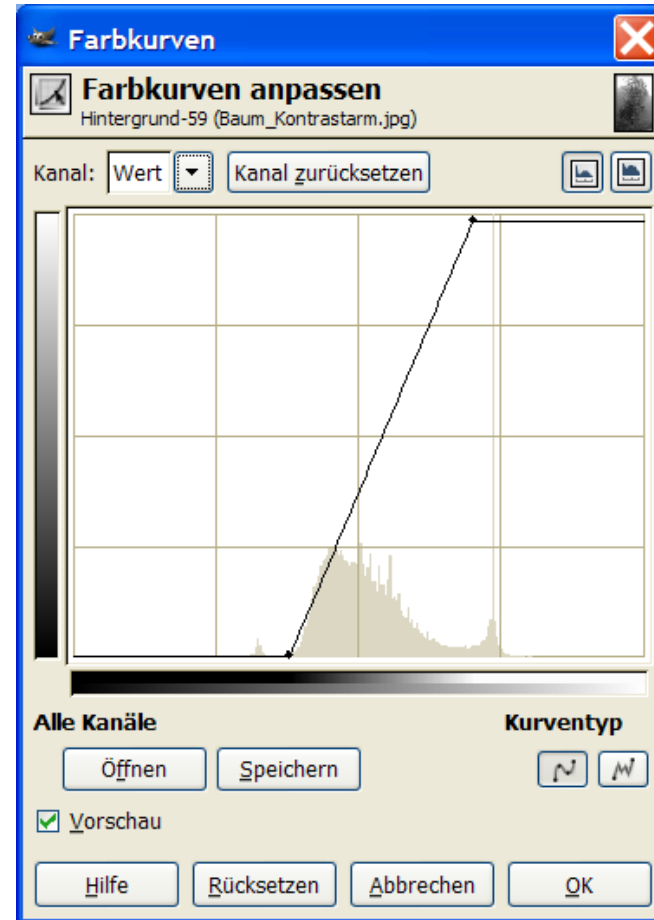 Farbkurven
Farbkurven anpassen
Hintergrund-59 (Baum_Kontrastarm.jpg)
Kanal: Wert Kanal zurücksetzen
Alle Kanäle Kurventyp
Öffnen Speichern
Vorschau
Hilfe Rücksetzen Abbrechen OK